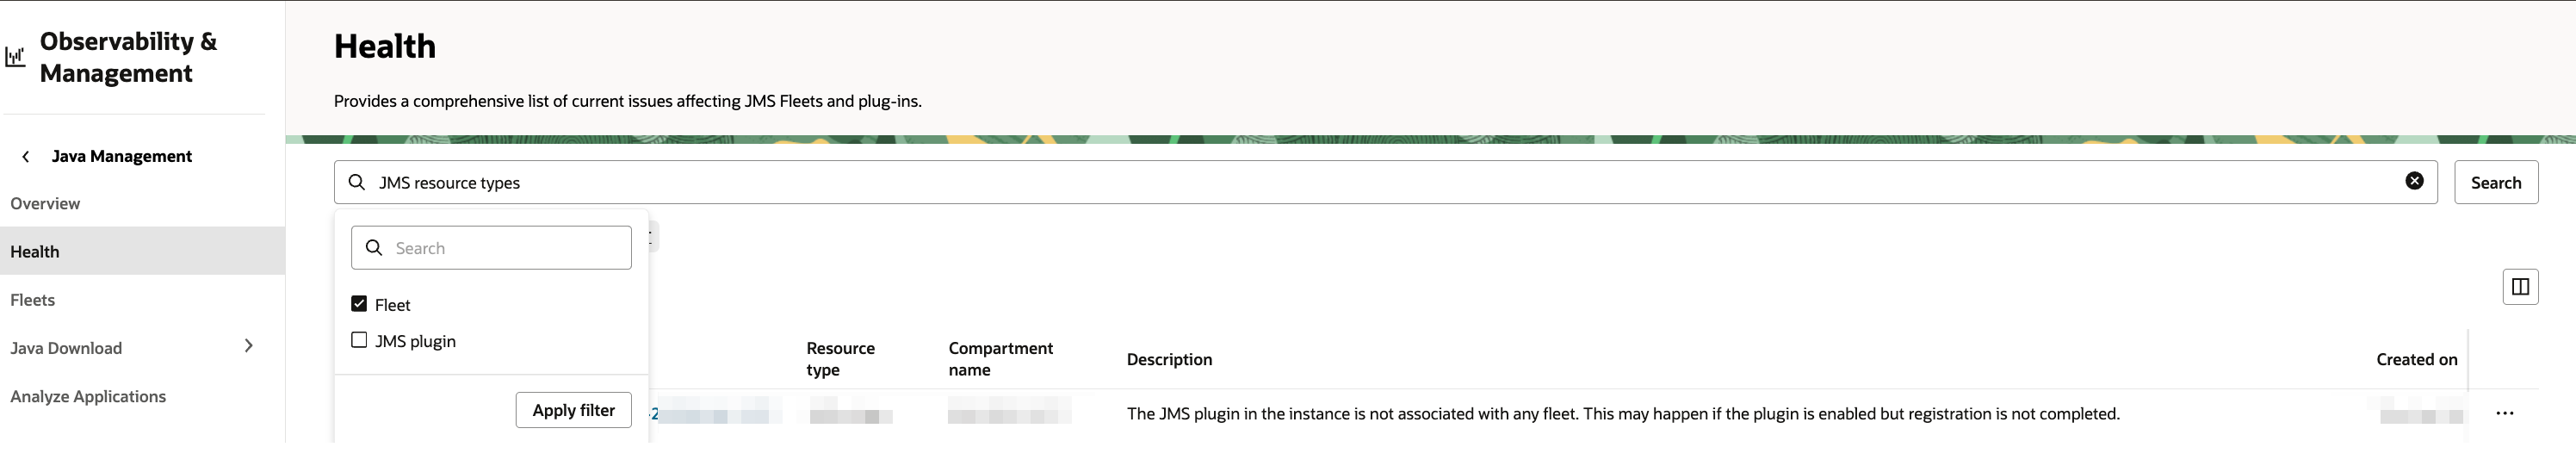 Observability &
Management
Java Management
Overview
Health
Fleets
Java Download
Analyze Applications
Health
Provides a comprehensive list of current issues affecting JMS Fleets and plug-ins.
JMS resource types
Search
Search
Fleet
JMS plugin
Apply filter
Resource
type
Compartment
name
Description
Created on
2
The JMS plugin in the instance is not associated with any fleet. This may happen if the plugin is enabled but registration is not completed.